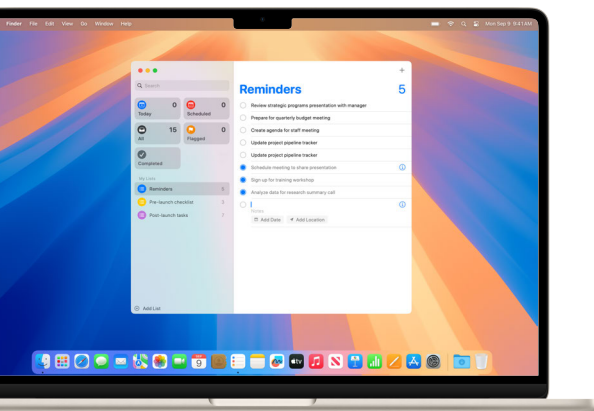 Finder File Edit View Go Window Help
Mon Sep 9 9:41 AM
Search
0
Today
0
Scheduled
15
All
0
Flagged
Completed
My Lists
Reminders 5
Pre-launch checklist 3
Post-launch tasks 7
Add List
+
Reminders 5
Review strategic programs presentation with manager
Prepare for quarterly budget meeting
Create agenda for staff meeting
Update project pipeline tracker
Update project pipeline tracker
Schedule meeting to share presentation
Sign up for training workshop
Analyze data for research summary call
Notes
Add Date Add Location
9
tv